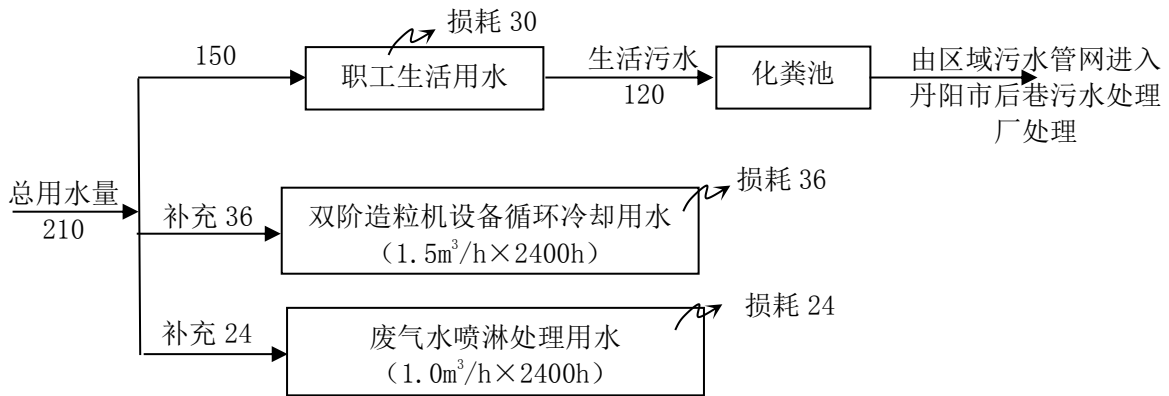 损耗 30
150
职工生活用水
生活污水
120
化粪池
由区域污水管网进入
丹阳市后巷污水处理
厂处理
总用水量
210
补充 36
双阶造粒机设备循环冷却用水
（1.5m³/h×2400h）
损耗 36
补充 24
废气水喷淋处理用水
（1.0m³/h×2400h）
损耗 24